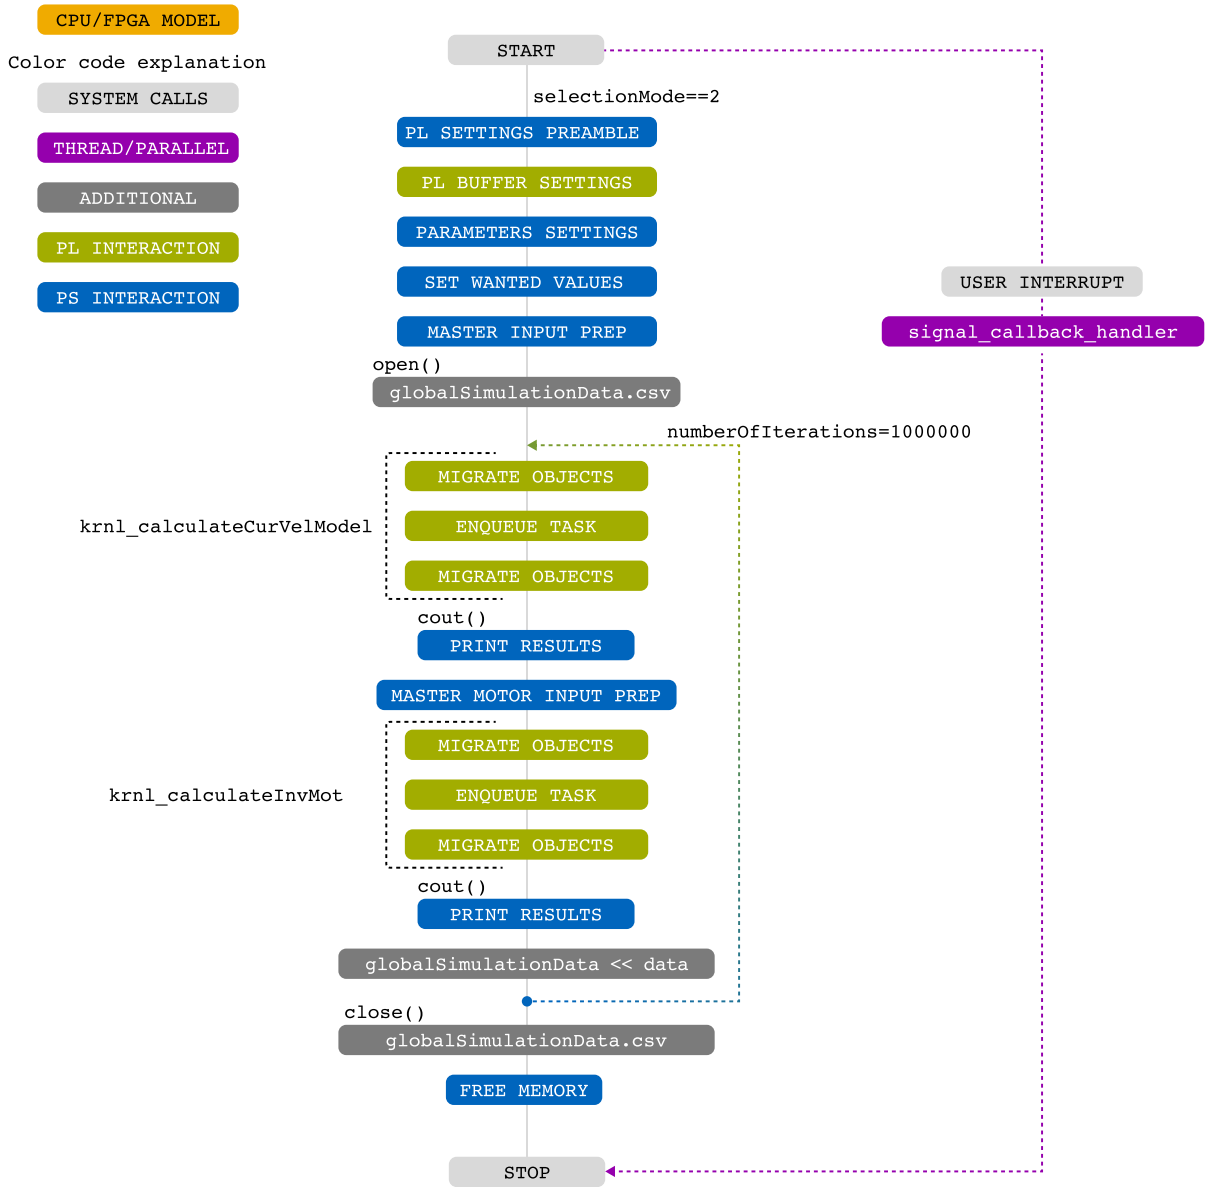 CPU/FPGA MODEL
Color code explanation
SYSTEM CALLS
THREAD/PARALLEL
ADDITIONAL
PL INTERACTION
PS INTERACTION
START
selectionMode==2
PL SETTINGS PREAMBLE
PL BUFFER SETTINGS
PARAMETERS SETTINGS
SET WANTED VALUES
MASTER INPUT PREP
open()
globalSimulationData.csv
numberOfIterations=1000000
krnl_calculateCurVelModel
MIGRATE OBJECTS
ENQUEUE TASK
MIGRATE OBJECTS
cout()
PRINT RESULTS
MASTER MOTOR INPUT PREP
krnl_calculateInvMot
MIGRATE OBJECTS
ENQUEUE TASK
MIGRATE OBJECTS
cout()
PRINT RESULTS
globalSimulationData << data
close()
globalSimulationData.csv
FREE MEMORY
STOP
USER INTERRUPT
signal_callback_handler